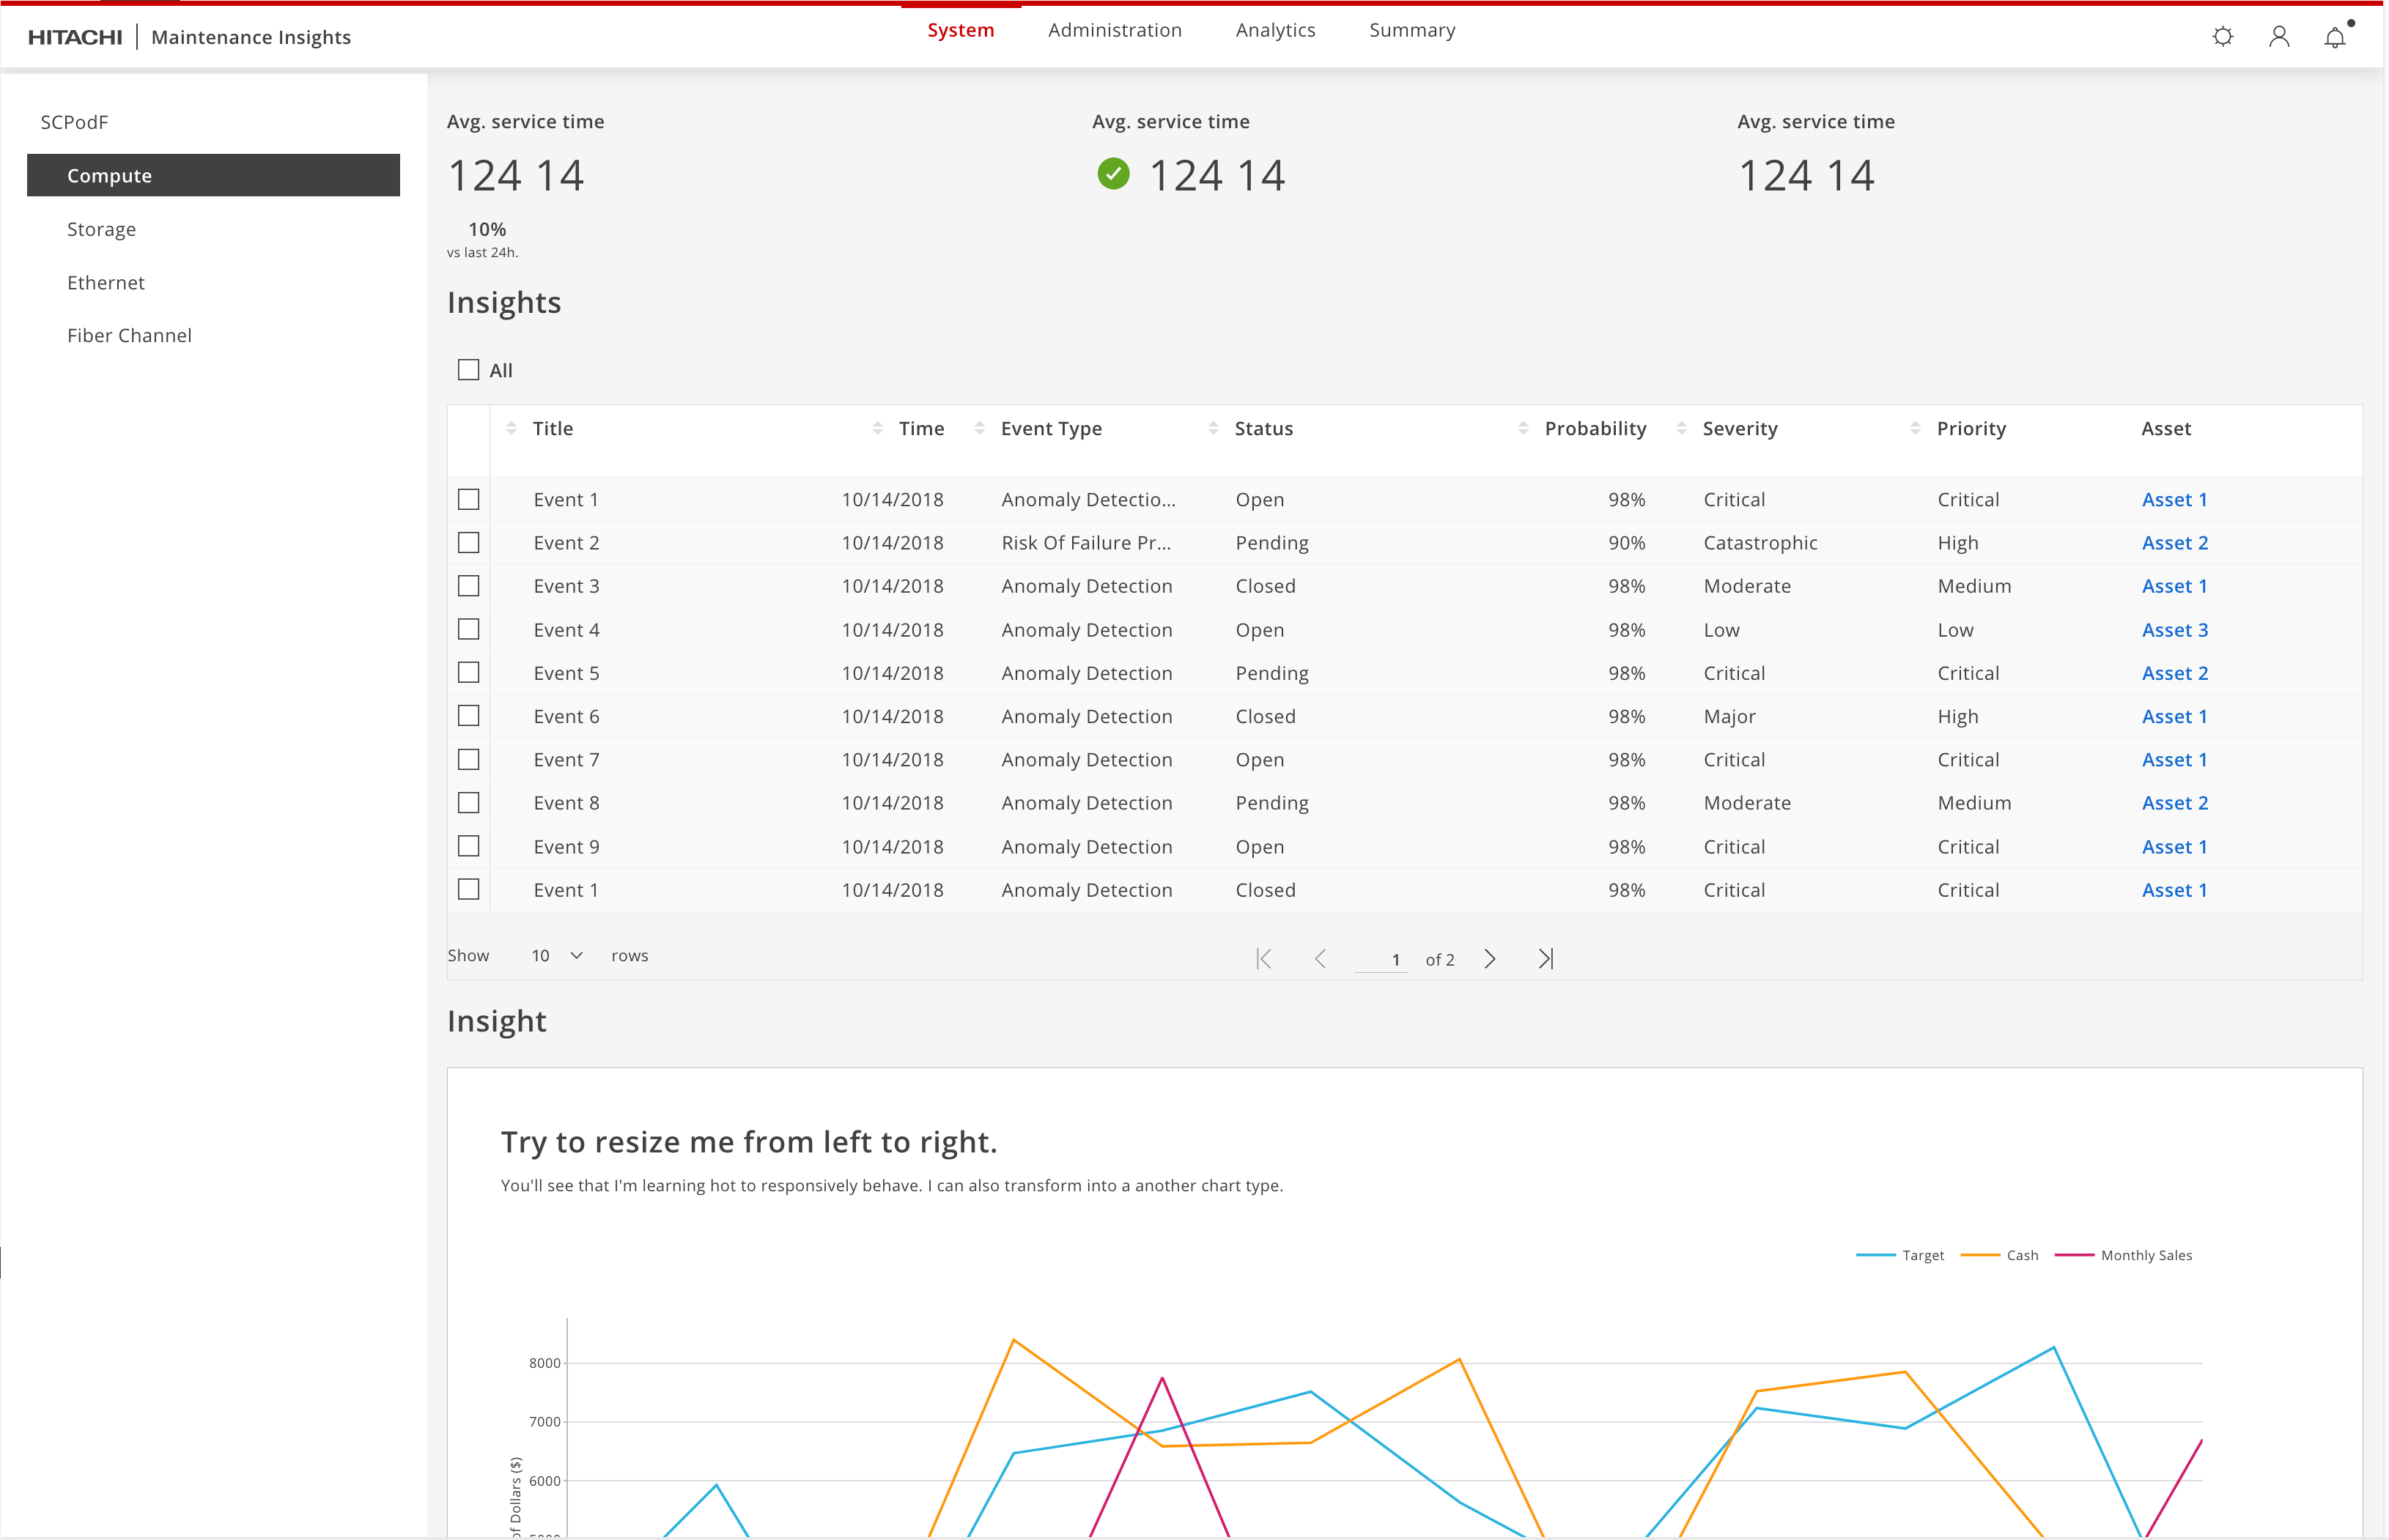 HITACHI Maintenance Insights
System Administration Analytics Summary
SCPodF
Compute
Storage
Ethernet
Fiber Channel
Avg. service time Avg. service time Avg. service time
124 14 124 14 124 14
10%
vs last 24h.
Insights
All
Title Time Event Type Status Probability Severity Priority Asset
Event 1 10/14/2018 Anomaly Detectio... Open 98% Critical Critical Asset 1
Event 2 10/14/2018 Risk Of Failure Pr... Pending 90% Catastrophic High Asset 2
Event 3 10/14/2018 Anomaly Detection Closed 98% Moderate Medium Asset 1
Event 4 10/14/2018 Anomaly Detection Open 98% Low Low Asset 3
Event 5 10/14/2018 Anomaly Detection Pending 98% Critical Critical Asset 2
Event 6 10/14/2018 Anomaly Detection Closed 98% Major High Asset 1
Event 7 10/14/2018 Anomaly Detection Open 98% Critical Critical Asset 1
Event 8 10/14/2018 Anomaly Detection Pending 98% Moderate Medium Asset 2
Event 9 10/14/2018 Anomaly Detection Open 98% Critical Critical Asset 1
Event 1 10/14/2018 Anomaly Detection Closed 98% Critical Critical Asset 1
Show 10 rows 1 of 2
Insight
Try to resize me from left to right.
You'll see that I'm learning hot to responsively behave. I can also transform into a another chart type.
Target Cash Monthly Sales
8000
7000
6000
of Dollars ($)